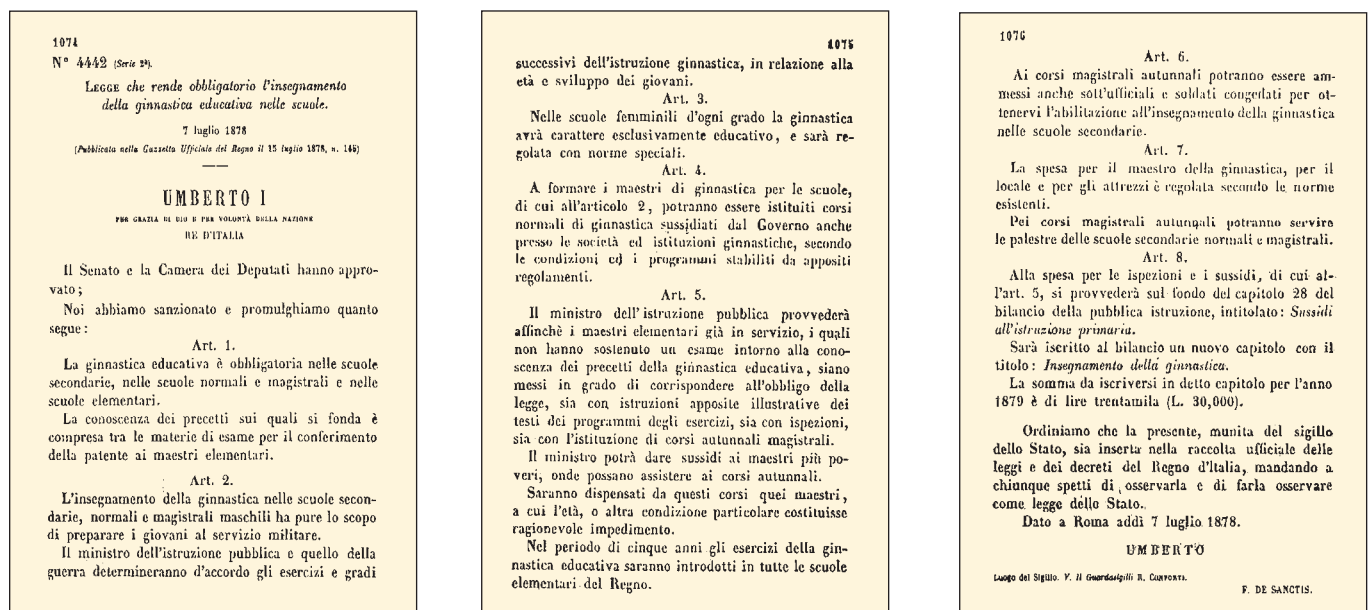 1074
N° 4442 (Serie 2ª).
LEGGE che rende obbligatorio l'insegnamento
della ginnastica educativa nelle scuole.
7 luglio 1878
(Pubblicata nella Gazzetta Ufficiale del Regno il 15 luglio 1878, n. 165)
UMBERTO I
PER GRAZIA DI DIO E PER VOLONTÀ DELLA NAZIONE
RE D'ITALIA
Il Senato e la Camera dei Deputati hanno appro-
vato;
Noi abbiamo sanzionato e promulghiamo quanto
segue:
Art. 1.
La ginnastica educativa è obbligatoria nelle scuole
secondarie, nelle scuole normali e magistrali e nelle
scuole elementari.
La conoscenza dei precetti sui quali si fonda è
compresa tra le materie di esame per il conferimento
della patente ai maestri elementari.
Art. 2.
L'insegnamento della ginnastica nelle scuole secon-
darie, normali e magistrali maschili ha pure lo scopo
di preparare i giovani al servizio militare.
Il ministro dell'istruzione pubblica e quello della
guerra determineranno d'accordo gli esercizi e gradi
1075
successivi dell'istruzione ginnastica, in relazione alla
età e sviluppo dei giovani.
Art. 3.
Nelle scuole femminili d'ogni grado la ginnastica
avrà carattere esclusivamente educativo, e sarà re-
golata con norme speciali.
Art. 4.
A formare i maestri di ginnastica per le scuole,
di cui all'articolo 2, potranno essere istituiti corsi
normali di ginnastica sussidiati dal Governo anche
presso le società ed istituzioni ginnastiche, secondo
le condizioni ed i programmi stabiliti da appositi
regolamenti.
Art. 5.
Il ministro dell'istruzione pubblica provvederà
affinchè i maestri elementari già in servizio, i quali
non hanno sostenuto un esame intorno alla cono-
scenza dei precetti della ginnastica educativa, siano
messi in grado di corrispondere all'obbligo della
legge, sia con istruzioni apposite illustrative dei
testi dei programmi degli esercizi, sia con ispezioni,
sia con l'istituzione di corsi autunnali magistrali.
Il ministro potrà dare sussidi ai maestri più po-
veri, onde possano assistere ai corsi autunnali.
Saranno dispensati da questi corsi quei maestri,
a cui l'età, o altra condizione particolare costituisse
ragionevole impedimento.
Nel periodo di cinque anni gli esercizi della gin-
nastica educativa saranno introdotti in tutte le scuole
elementari del Regno.
1076
Art. 6.
Ai corsi magistrali autunnali potranno essere am-
messi anche sott'ufficiali e soldati congedati per ot-
tenervi l'abilitazione all'insegnamento della ginnastica
nelle scuole secondarie.
Art. 7.
La spesa per il maestro della ginnastica, per il
locale e per gli attrezzi è regolata secondo le norme
esistenti.
Pei corsi magistrali autunnali potranno servire
le palestre delle scuole secondarie normali e magistrali.
Art. 8.
Alla spesa per le ispezioni e i sussidi, di cui al-
l'art. 5, si provvederà sul fondo del capitolo 28 del
bilancio della pubblica istruzione, intitolato: Sussidi
all'istruzione primaria.
Sarà iscritto al bilancio un nuovo capitolo con il
titolo: Insegnamento della ginnastica.
La somma da iscriversi in detto capitolo per l'anno
1879 è di lire trentamila (L. 30,000).
Ordiniamo che la presente, munita del sigillo
dello Stato, sia inserta nella raccolta ufficiale delle
leggi e dei decreti del Regno d'Italia, mandando a
chiunque spetti di osservarla e di farla osservare
come legge dello Stato.
Dato a Roma addì 7 luglio 1878.
UMBERTO
Luogo del Sigillo. V. Il Guardasigilli R. CONFORTI.
F. DE SANCTIS.